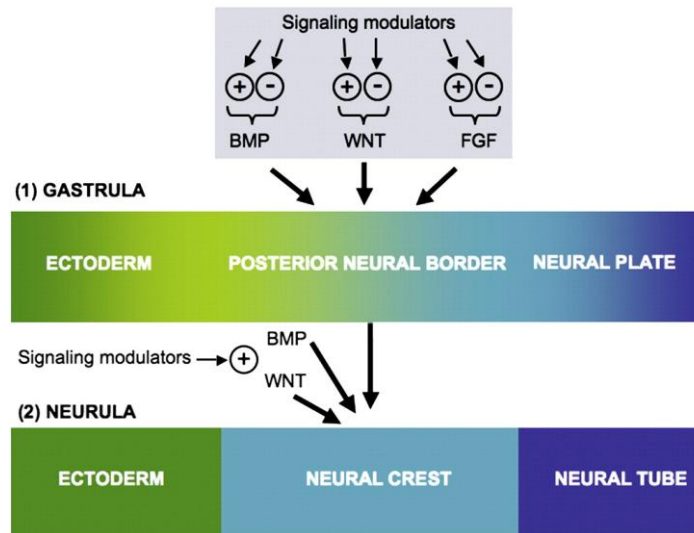 Signaling modulators
+ - + - + -
BMP WNT FGF
(1) GASTRULA
ECTODERM POSTERIOR NEURAL BORDER NEURAL PLATE
BMP
Signaling modulators +
WNT
(2) NEURULA
ECTODERM NEURAL CREST NEURAL TUBE